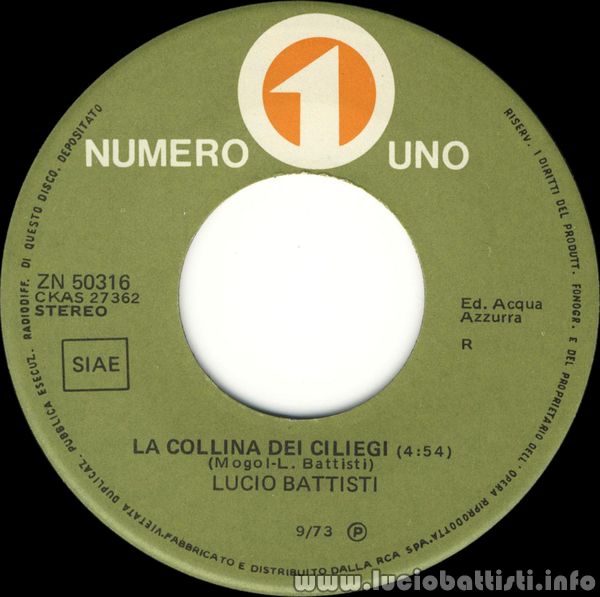 1
NUMERO UNO
ZN 50316
CKAS 27362
STEREO
SIAE
Ed. Acqua
Azzurra
R
LA COLLINA DEI CILIEGI (4:54)
(Mogol-L. Battisti)
LUCIO BATTISTI
9/73 Ⓟ
RISERV. I DIRITTI DEL PRODUTT. FONOGR. E DEL PROPRIETARIO DELL'OPERA RIPRODOTTA. VIETATA DUPLICAZ. PUBBLICA ESECUZ. RADIODIFF. DI QUESTO DISCO. DEPOSITATO
FABBRICATO E DISTRIBUITO DALLA RCA SPA.
www.luciobattisti.info